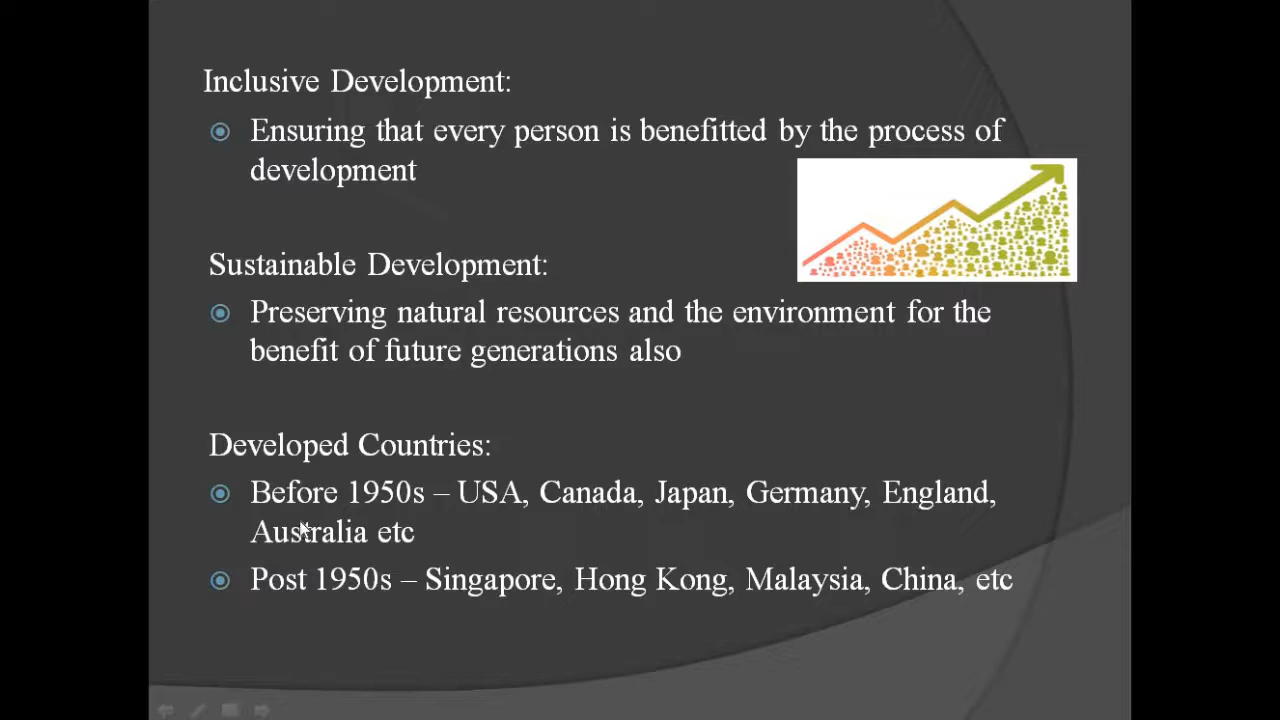 Inclusive Development:
Ensuring that every person is benefitted by the process of
development
Sustainable Development:
Preserving natural resources and the environment for the
benefit of future generations also
Developed Countries:
Before 1950s – USA, Canada, Japan, Germany, England,
Australia etc
Post 1950s – Singapore, Hong Kong, Malaysia, China, etc